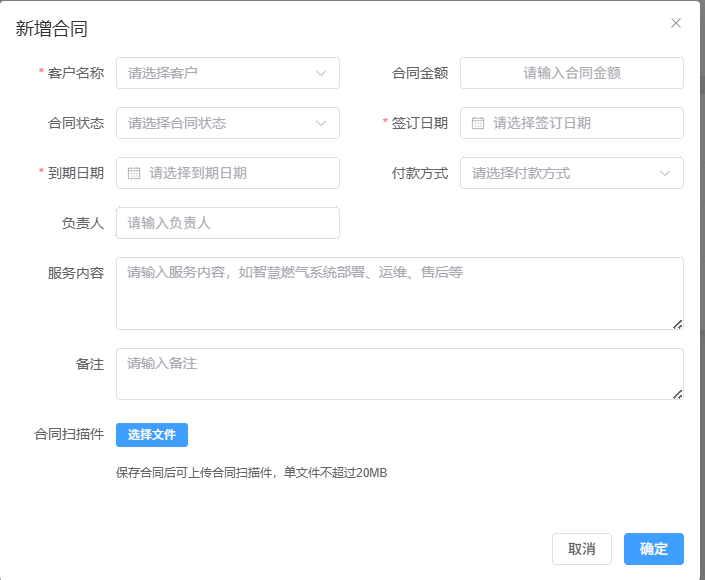 新增合同
* 客户名称 请选择客户 合同金额 请输入合同金额
合同状态 请选择合同状态 * 签订日期 请选择签订日期
* 到期日期 请选择到期日期 付款方式 请选择付款方式
负责人 请输入负责人
服务内容 请输入服务内容，如智慧燃气系统部署、运维、售后等
备注 请输入备注
合同扫描件 选择文件
保存合同后可上传合同扫描件，单文件不超过20MB
取消 确定